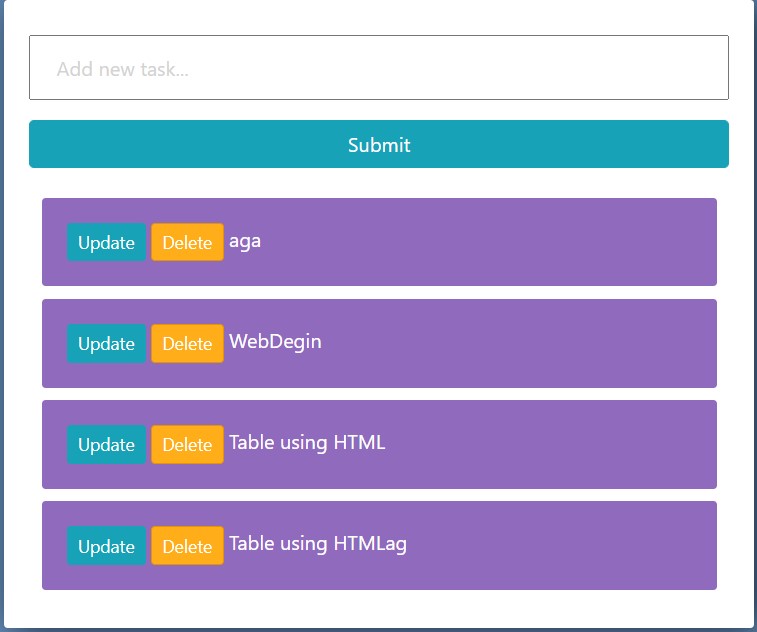 Add new task...
Submit
Update Delete aga
Update Delete WebDegin
Update Delete Table using HTML
Update Delete Table using HTMLag